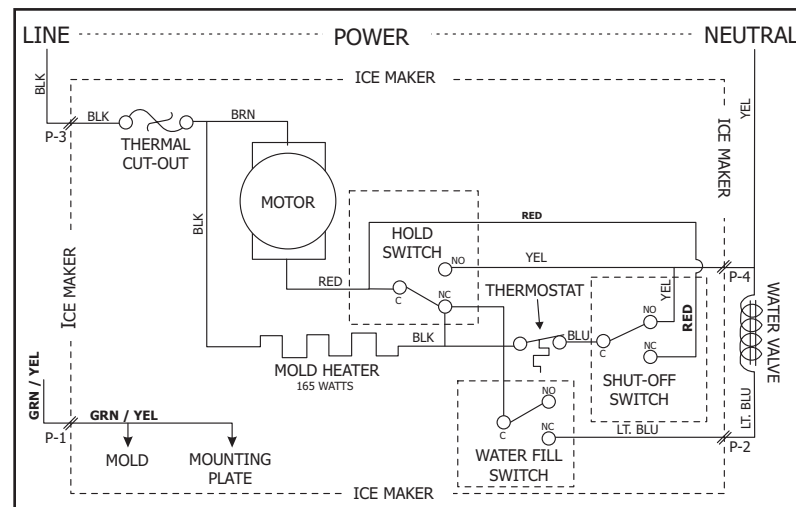 LINE POWER NEUTRAL
ICE MAKER
BLK
YEL
P-3
BLK
BRN
THERMAL
CUT-OUT
ICE MAKER
MOTOR
BLK
HOLD
SWITCH
RED
NO
YEL
P-4
RED
C
NC
THERMOSTAT
YEL
RED
NO
ICE MAKER
BLK
BLU
C
NC
WATER VALVE
MOLD HEATER
165 WATTS
SHUT-OFF
SWITCH
GRN / YEL
GRN / YEL
NO
C
NC
LT. BLU
LT. BLU
P-1
P-2
MOLD
MOUNTING
PLATE
WATER FILL
SWITCH
ICE MAKER